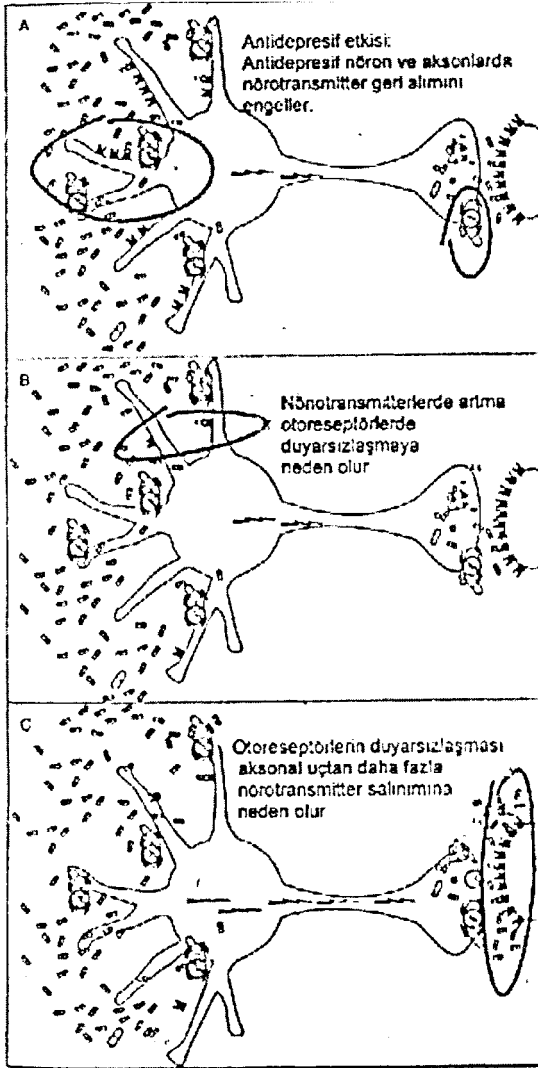 A
Antidepresif etkisi:
Antidepresif nöron ve aksonlarda
nörotransmitter geri alımını
engeller.
B
Nönotransmitterlerde artma
otoreseptörlerde
duyarsızlaşmaya
neden olur
C
Otoreseptörlerin duyarsızlaşması
aksonal uçtan daha fazla
nörotransmitter salınımına
neden olur